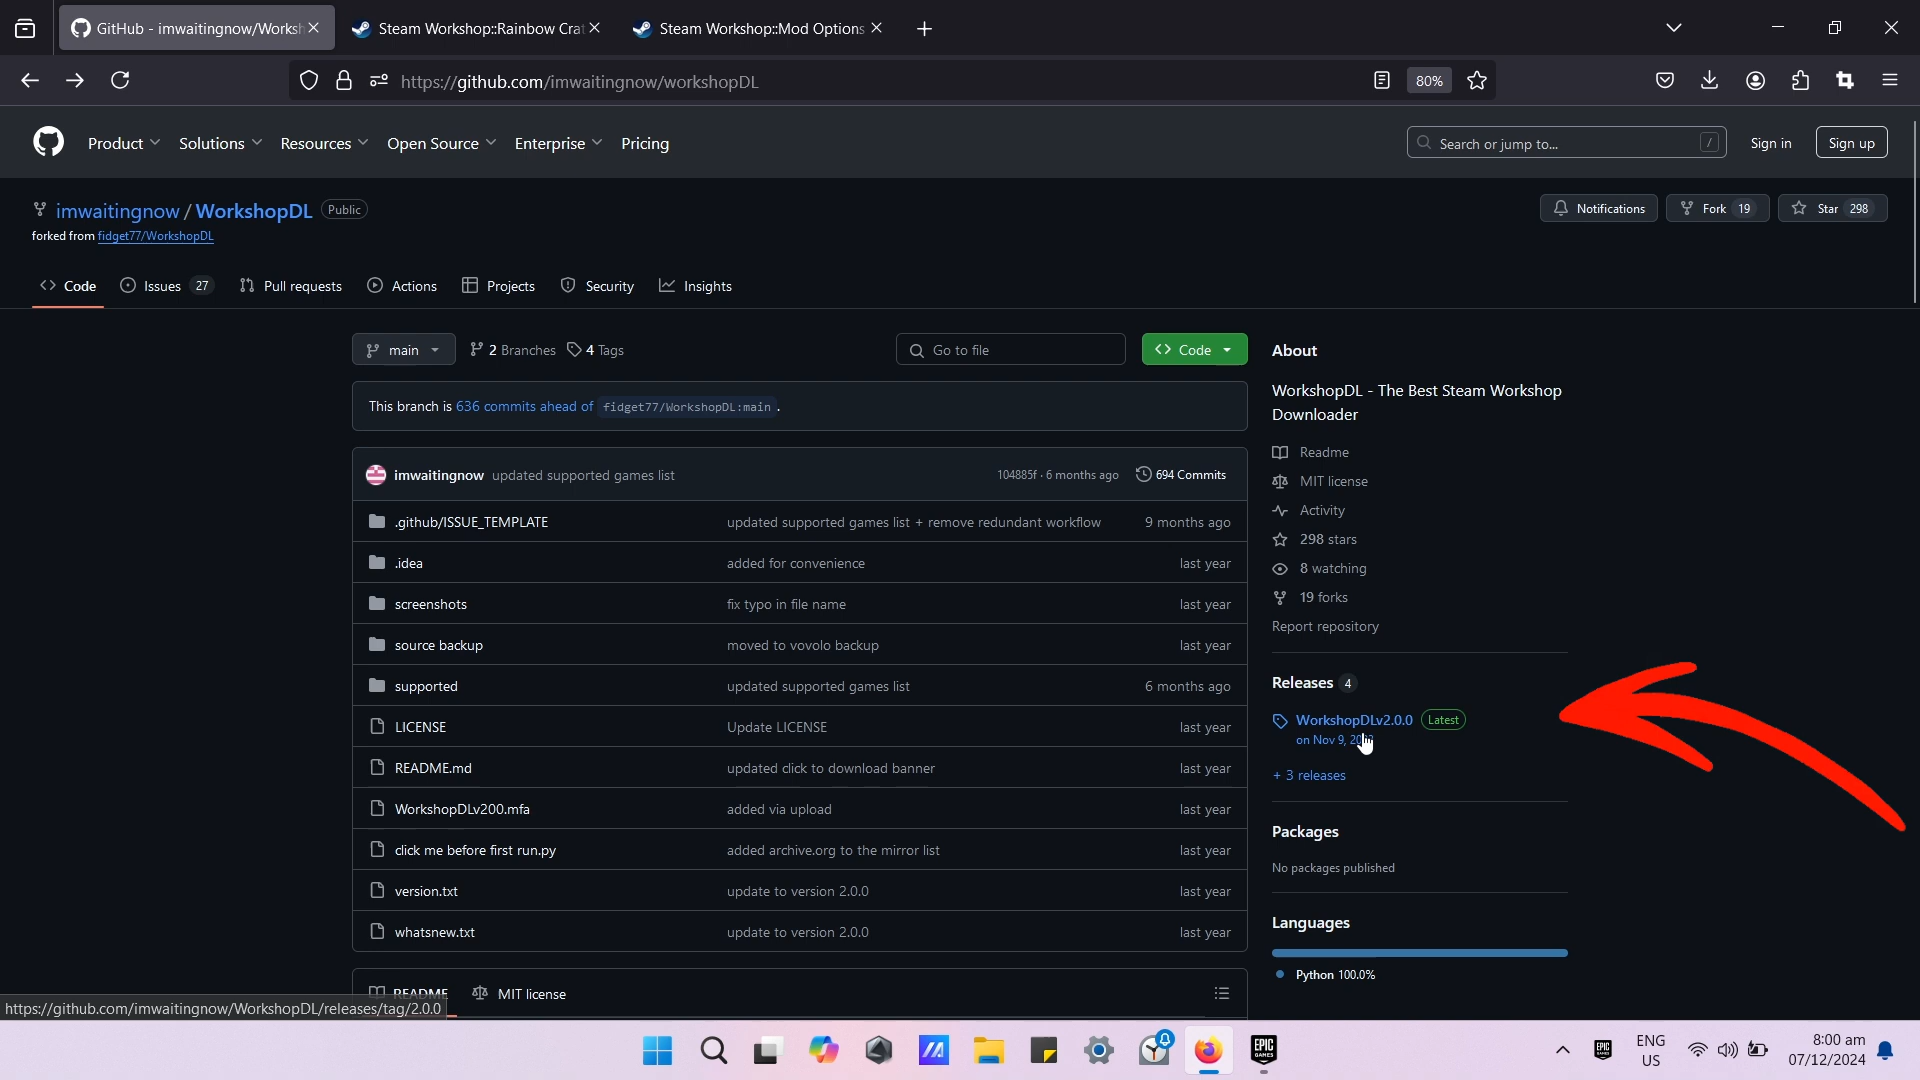 GitHub - imwaitingnow/Worksh
Steam Workshop::Rainbow Crat
Steam Workshop::Mod Options
https://github.com/imwaitingnow/workshopDL
80%
Product
Solutions
Resources
Open Source
Enterprise
Pricing
Search or jump to...
/
Sign in
Sign up
imwaitingnow / WorkshopDL Public
forked from fidget77/WorkshopDL
Notifications
Fork 19
Star 298
Code
Issues 27
Pull requests
Actions
Projects
Security
Insights
main
2 Branches
4 Tags
Go to file
Code
This branch is 636 commits ahead of fidget77/WorkshopDL:main .
imwaitingnow updated supported games list 104885f · 6 months ago 694 Commits
.github/ISSUE_TEMPLATE updated supported games list + remove redundant workflow 9 months ago
.idea added for convenience last year
screenshots fix typo in file name last year
source backup moved to vovolo backup last year
supported updated supported games list 6 months ago
LICENSE Update LICENSE last year
README.md updated click to download banner last year
WorkshopDLv200.mfa added via upload last year
click me before first run.py added archive.org to the mirror list last year
version.txt update to version 2.0.0 last year
whatsnew.txt update to version 2.0.0 last year
README
MIT license
About
WorkshopDL - The Best Steam Workshop
Downloader
Readme
MIT license
Activity
298 stars
8 watching
19 forks
Report repository
Releases 4
WorkshopDLv2.0.0 Latest
on Nov 9,
+ 3 releases
Packages
No packages published
Languages
Python 100.0%
https://github.com/imwaitingnow/WorkshopDL/releases/tag/2.0.0
EPIC
GAMES
ENG
US
8:00 am
07/12/2024